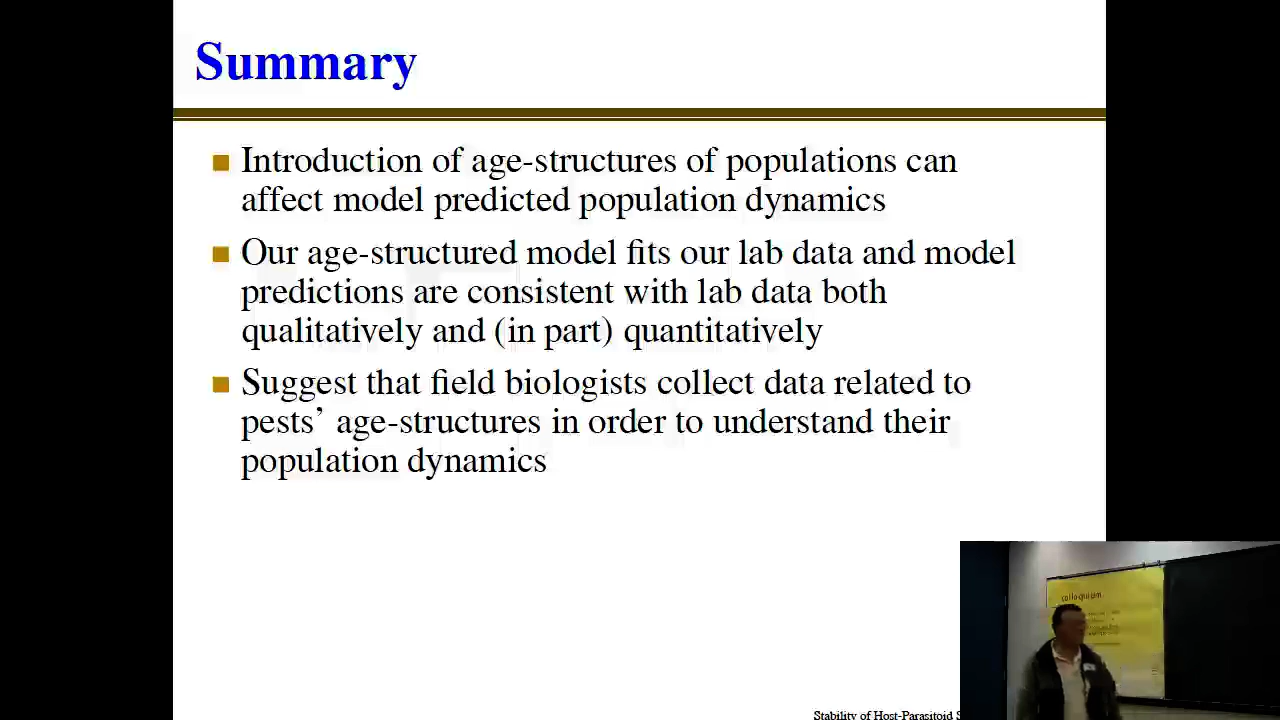 Summary
Introduction of age-structures of populations can
affect model predicted population dynamics
Our age-structured model fits our lab data and model
predictions are consistent with lab data both
qualitatively and (in part) quantitatively
Suggest that field biologists collect data related to
pests’ age-structures in order to understand their
population dynamics
colloquium
Stability of Host-Parasitoid